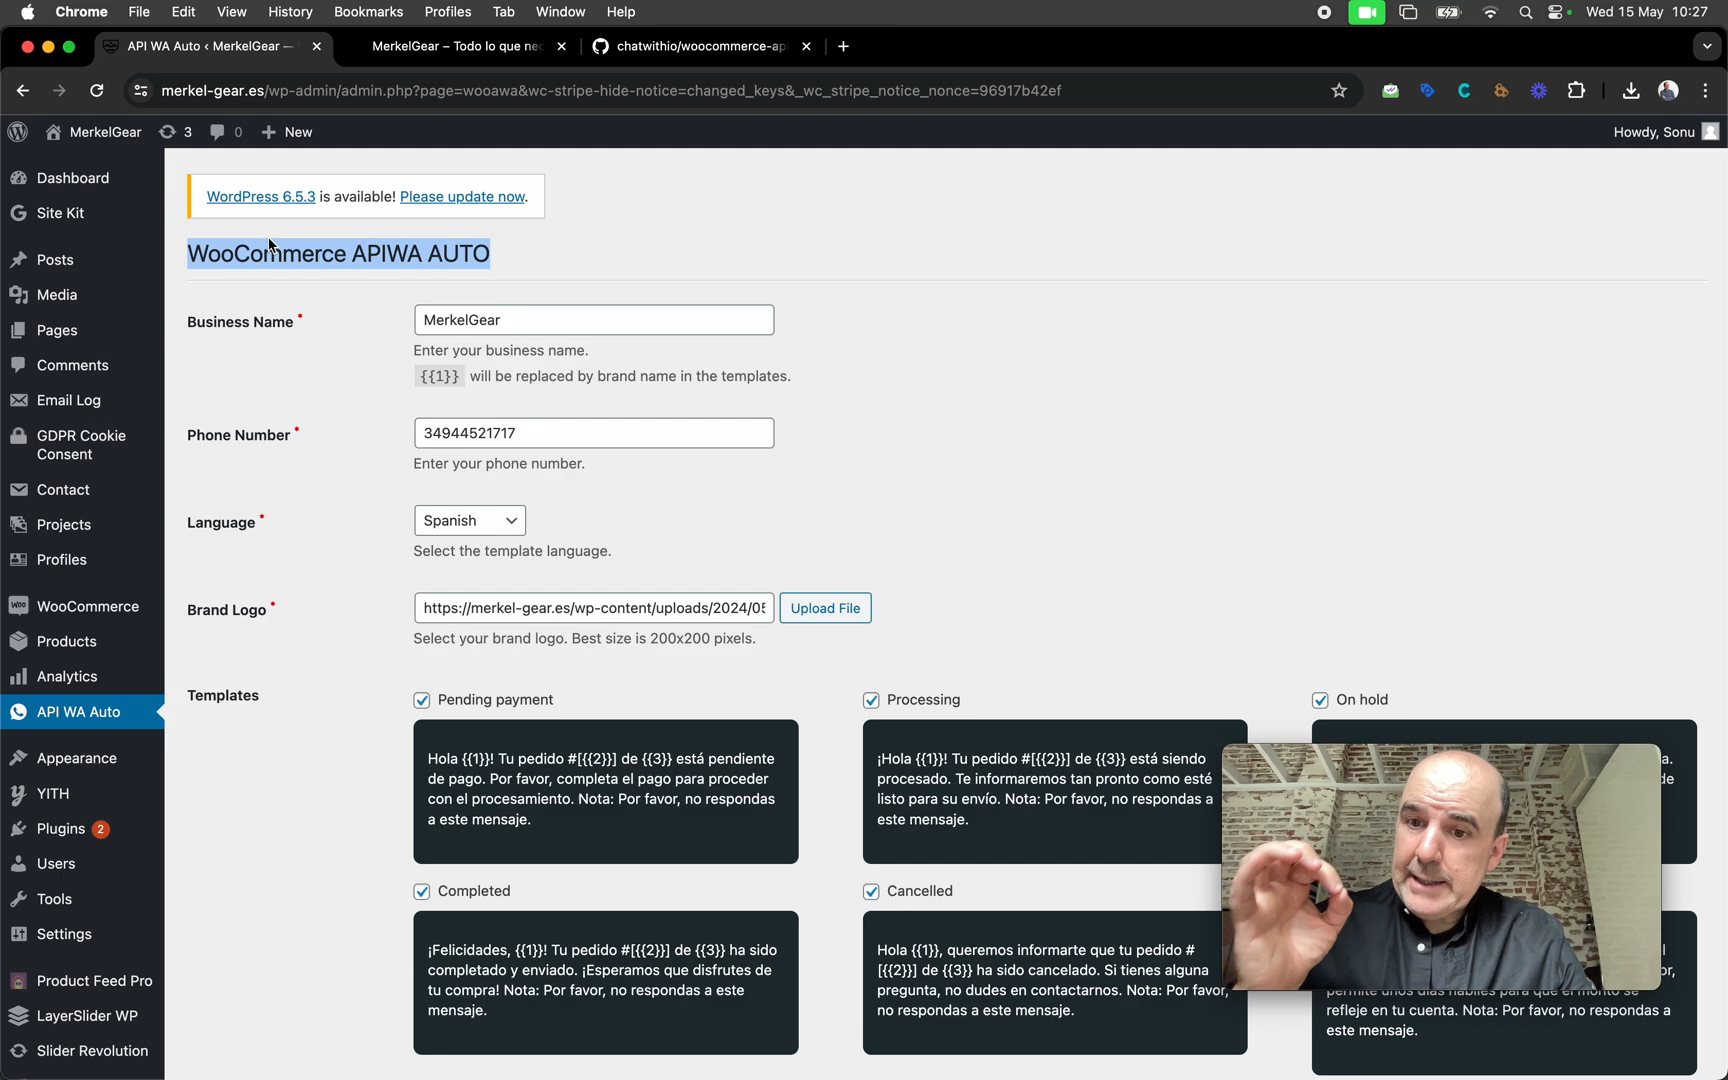 Chrome File Edit View History Bookmarks Profiles Tab Window Help Wed 15 May 10:27
API WA Auto ‹ MerkelGear — MerkelGear – Todo lo que nec chatwithio/woocommerce-api
merkel-gear.es/wp-admin/admin.php?page=wooawa&wc-stripe-hide-notice=changed_keys&_wc_stripe_notice_nonce=96917b42ef
MerkelGear 3 0 New Howdy, Sonu
Dashboard
Site Kit
Posts
Media
Pages
Comments
Email Log
GDPR Cookie
Consent
Contact
Projects
Profiles
WooCommerce
Products
Analytics
API WA Auto
Appearance
YITH
Plugins 2
Users
Tools
Settings
Product Feed Pro
LayerSlider WP
Slider Revolution
WordPress 6.5.3 is available! Please update now.
WooCommerce APIWA AUTO
Business Name *
MerkelGear
Enter your business name.
{{1}} will be replaced by brand name in the templates.
Phone Number *
34944521717
Enter your phone number.
Language *
Spanish
Select the template language.
Brand Logo *
https://merkel-gear.es/wp-content/uploads/2024/05 Upload File
Select your brand logo. Best size is 200x200 pixels.
Templates
Pending payment
Hola {{1}}! Tu pedido #[{{2}}] de {{3}} está pendiente
de pago. Por favor, completa el pago para proceder
con el procesamiento. Nota: Por favor, no respondas
a este mensaje.
Processing
¡Hola {{1}}! Tu pedido #[{{2}}] de {{3}} está siendo
procesado. Te informaremos tan pronto como esté
listo para su envío. Nota: Por favor, no respondas a
este mensaje.
On hold
Completed
¡Felicidades, {{1}}! Tu pedido #[{{2}}] de {{3}} ha sido
completado y enviado. ¡Esperamos que disfrutes de
tu compra! Nota: Por favor, no respondas a este
mensaje.
Cancelled
Hola {{1}}, queremos informarte que tu pedido #
[{{2}}] de {{3}} ha sido cancelado. Si tienes alguna
pregunta, no dudes en contactarnos. Nota: Por favor,
no respondas a este mensaje.
permite unos días hábiles para que el monto se
refleje en tu cuenta. Nota: Por favor, no respondas a
este mensaje.